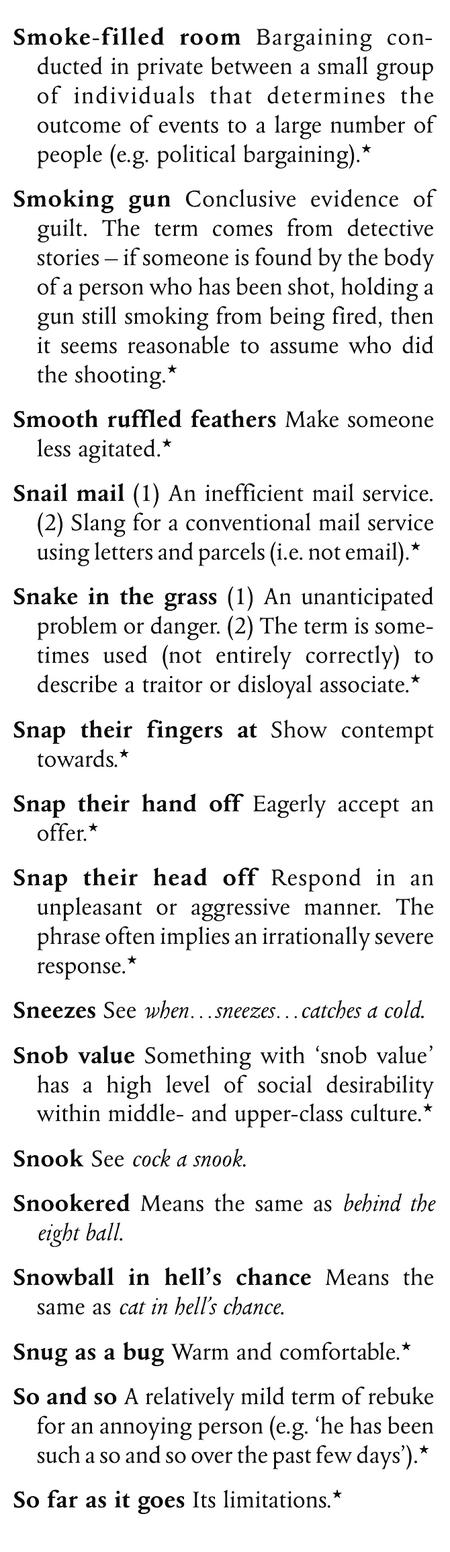 Smoke-filled room Bargaining con-
ducted in private between a small group
of individuals that determines the
outcome of events to a large number of
people (e.g. political bargaining).★
Smoking gun Conclusive evidence of
guilt. The term comes from detective
stories – if someone is found by the body
of a person who has been shot, holding a
gun still smoking from being fired, then
it seems reasonable to assume who did
the shooting.★
Smooth ruffled feathers Make someone
less agitated.★
Snail mail (1) An inefficient mail service.
(2) Slang for a conventional mail service
using letters and parcels (i.e. not email).★
Snake in the grass (1) An unanticipated
problem or danger. (2) The term is some-
times used (not entirely correctly) to
describe a traitor or disloyal associate.★
Snap their fingers at Show contempt
towards.★
Snap their hand off Eagerly accept an
offer.★
Snap their head off Respond in an
unpleasant or aggressive manner. The
phrase often implies an irrationally severe
response.★
Sneezes See when…sneezes…catches a cold.
Snob value Something with ‘snob value’
has a high level of social desirability
within middle- and upper-class culture.★
Snook See cock a snook.
Snookered Means the same as behind the
eight ball.
Snowball in hell’s chance Means the
same as cat in hell’s chance.
Snug as a bug Warm and comfortable.★
So and so A relatively mild term of rebuke
for an annoying person (e.g. ‘he has been
such a so and so over the past few days’).★
So far as it goes Its limitations.★